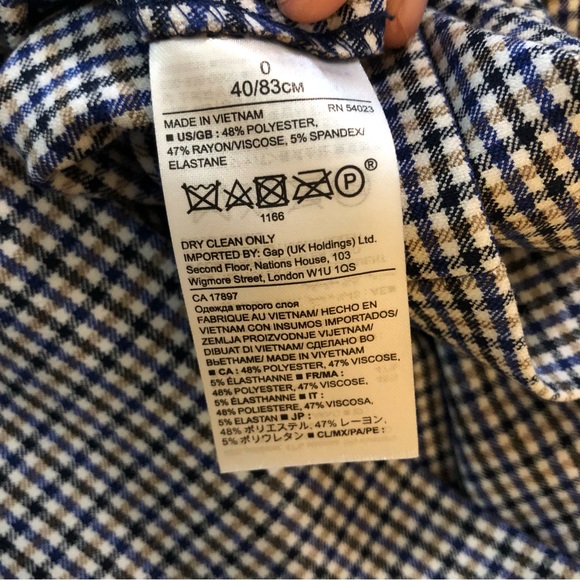 0
40/83CM
MADE IN VIETNAM RN 54023
■ US/GB : 48% POLYESTER,
47% RAYON/VISCOSE, 5% SPANDEX/
ELASTANE
P ®
1166
DRY CLEAN ONLY
IMPORTED BY: Gap (UK Holdings) Ltd.
Second Floor, Nations House, 103
Wigmore Street, London W1U 1QS
CA 17897
Одежда второго слоя
FABRIQUÉ AU VIETNAM/ HECHO EN
VIETNAM CON INSUMOS IMPORTADOS/
ZEMLJA PROIZVODNJE VIJETNAM/
DIBUAT DI VIETNAM/ СДЕЛАНО ВО
ВЬЕТНАМЕ/ MADE IN VIYETNAM
■ CA : 48% POLYESTER, 47% VISCOSE,
5% ÉLASTHANNE ■ FR/MA :
48% POLYESTER, 47% VISCOSE,
5% ÉLASTHANNE ■ IT :
48% POLIESTERE, 47% VISCOSA,
5% ELASTAN ■ JP :
48% ポリエステル, 47% レーヨン,
5% ポリウレタン ■ CL/MX/PA/PE :